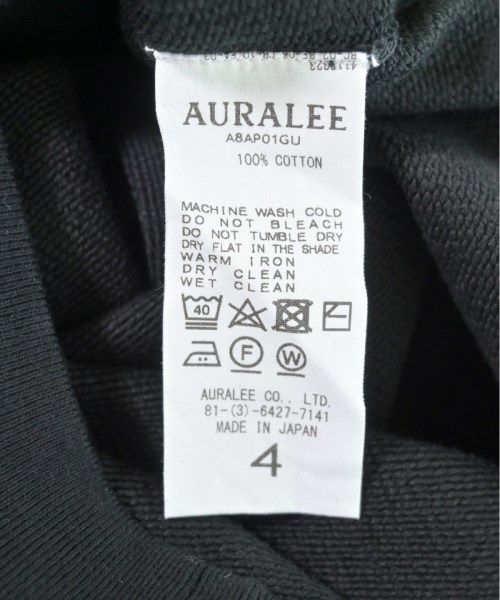 AURALEE
A8AP01GU
100% COTTON
MACHINE WASH COLD
DO NOT BLEACH
DO NOT TUMBLE DRY
DRY FLAT IN THE SHADE
WARM IRON
DRY CLEAN
WET CLEAN
40
F W
AURALEE CO., LTD.
81-(3)-6427-7141
MADE IN JAPAN
4